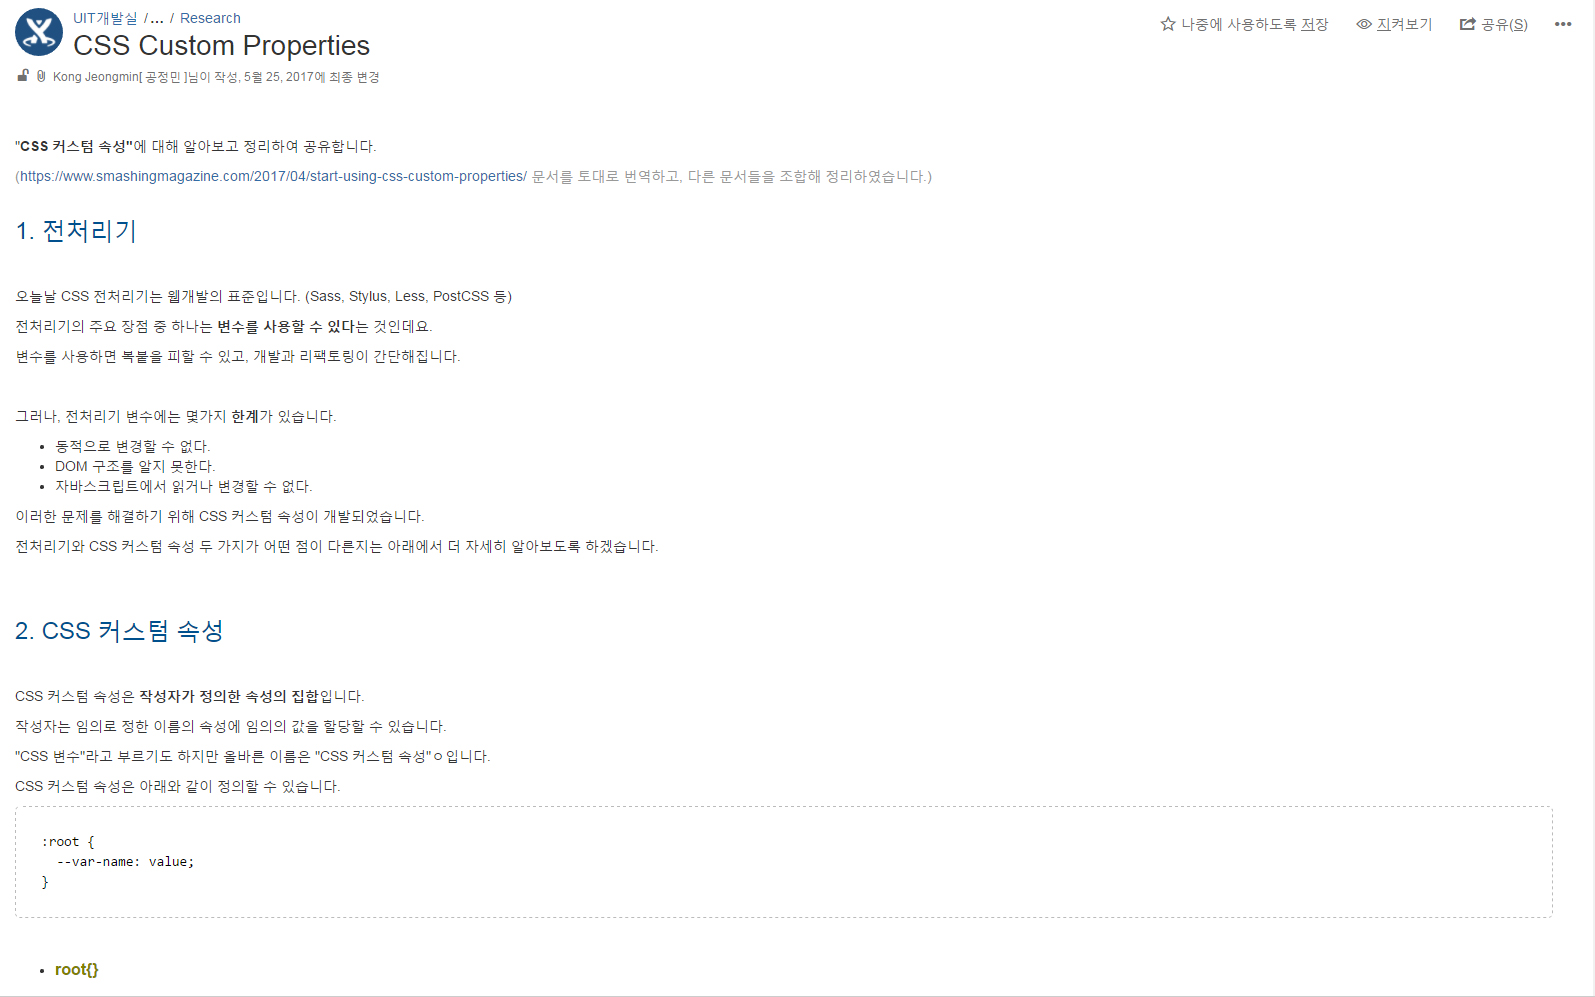 UIT개발실 /... / Research
CSS Custom Properties
나중에 사용하도록 저장 지켜보기 공유(S)
Kong Jeongmin[ 공정민 ]님이 작성, 5월 25, 2017에 최종 변경
"CSS 커스텀 속성"에 대해 알아보고 정리하여 공유합니다.
(https://www.smashingmagazine.com/2017/04/start-using-css-custom-properties/ 문서를 토대로 번역하고, 다른 문서들을 조합해 정리하였습니다.)
1. 전처리기
오늘날 CSS 전처리기는 웹개발의 표준입니다. (Sass, Stylus, Less, PostCSS 등)
전처리기의 주요 장점 중 하나는 변수를 사용할 수 있다는 것인데요.
변수를 사용하면 복붙을 피할 수 있고, 개발과 리팩토링이 간단해집니다.
그러나, 전처리기 변수에는 몇가지 한계가 있습니다.
• 동적으로 변경할 수 없다.
• DOM 구조를 알지 못한다.
• 자바스크립트에서 읽거나 변경할 수 없다.
이러한 문제를 해결하기 위해 CSS 커스텀 속성이 개발되었습니다.
전처리기와 CSS 커스텀 속성 두 가지가 어떤 점이 다른지는 아래에서 더 자세히 알아보도록 하겠습니다.
2. CSS 커스텀 속성
CSS 커스텀 속성은 작성자가 정의한 속성의 집합입니다.
작성자는 임의로 정한 이름의 속성에 임의의 값을 할당할 수 있습니다.
"CSS 변수"라고 부르기도 하지만 올바른 이름은 "CSS 커스텀 속성"ㅇ입니다.
CSS 커스텀 속성은 아래와 같이 정의할 수 있습니다.
:root {
--var-name: value;
}
• root{}